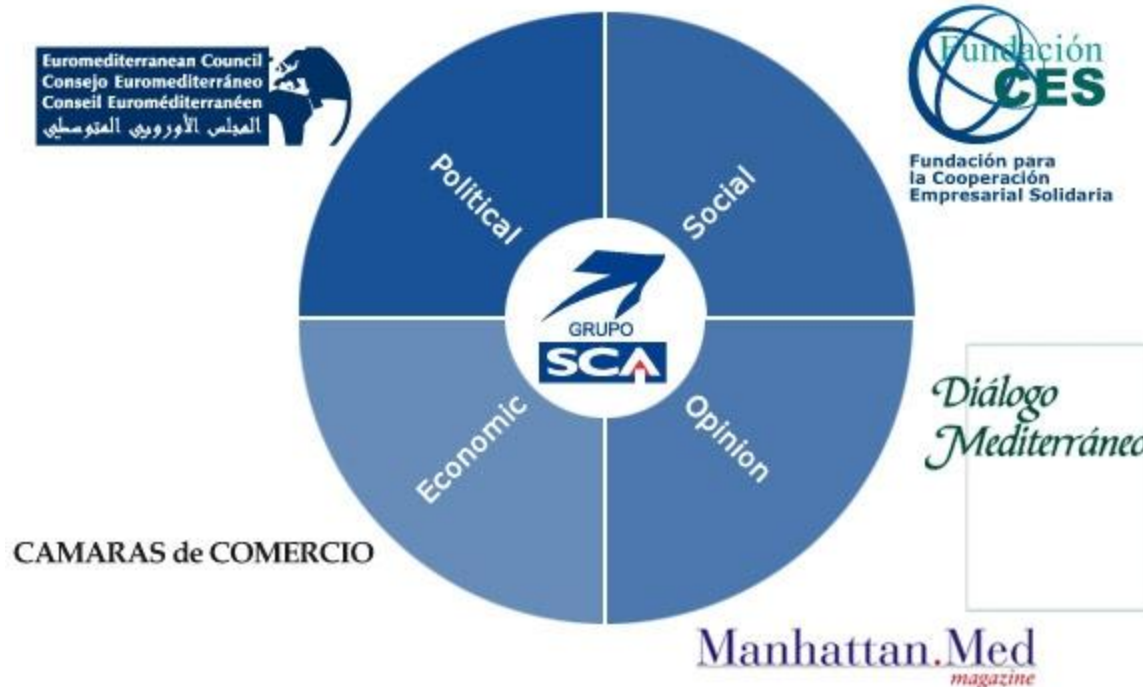 Euromediterranean Council
Consejo Euromediterráneo
Conseil Euroméditerranéen
المجلس الأوروبي المتوسطي
Fundación
CES
Fundación para
la Cooperación
Empresarial Solidaria
Political
Social
GRUPO
SCA
Economic
Opinion
Diálogo
Mediterráneo
CAMARAS de COMERCIO
Manhattan.Med
magazine